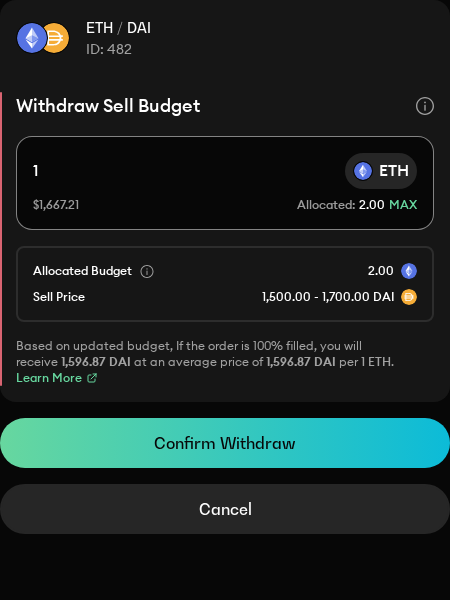 ETH / DAI
ID: 482
Withdraw Sell Budget
1
ETH
$1,667.21
Allocated: 2.00 MAX
Allocated Budget
2.00
Sell Price
1,500.00 - 1,700.00 DAI
Based on updated budget, If the order is 100% filled, you will
receive 1,596.87 DAI at an average price of 1,596.87 DAI per 1 ETH.
Learn More
Confirm Withdraw
Cancel